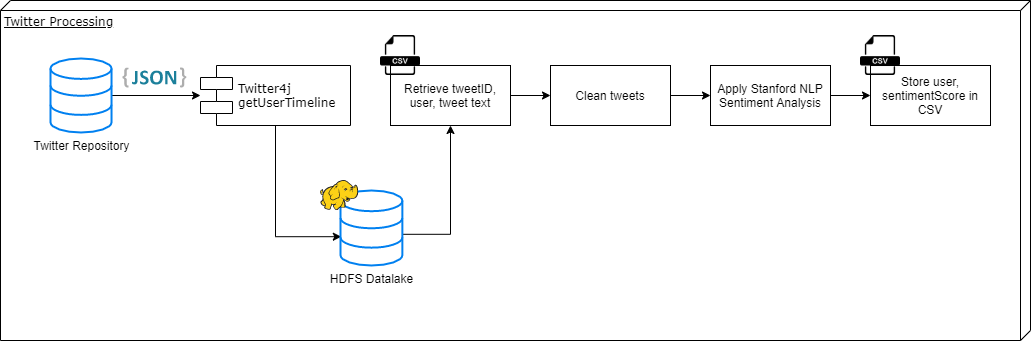 Twitter Processing
{JSON}
Twitter Repository
Twitter4j
getUserTimeline
CSV
Retrieve tweetID,
user, tweet text
Clean tweets
Apply Stanford NLP
Sentiment Analysis
CSV
Store user,
sentimentScore in
CSV
HDFS Datalake